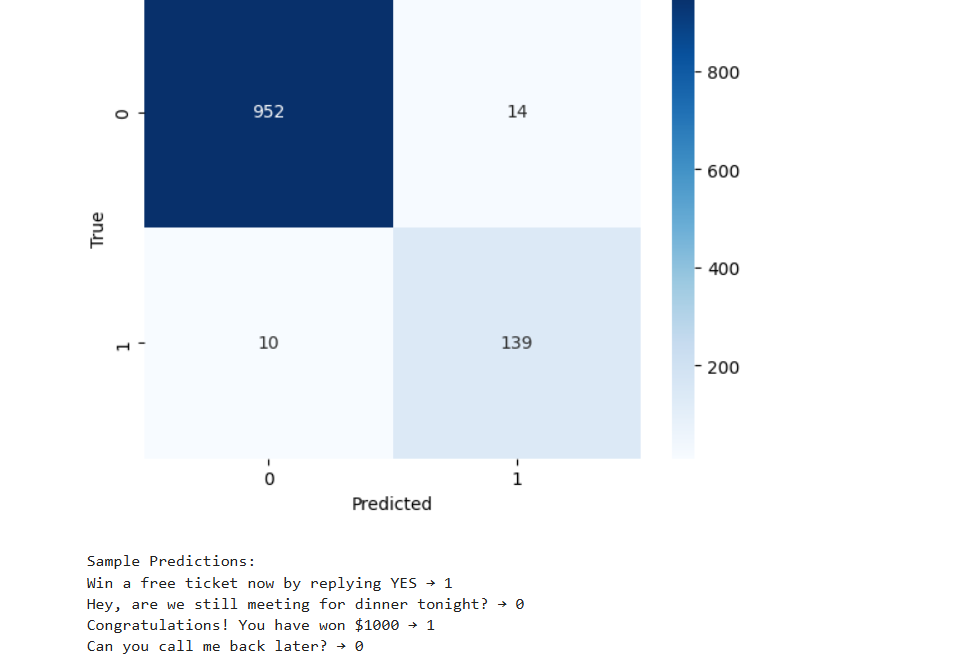 800
952
14
0
600
True
400
10
139
1
200
0
1
Predicted
Sample Predictions:
Win a free ticket now by replying YES → 1
Hey, are we still meeting for dinner tonight? → 0
Congratulations! You have won $1000 → 1
Can you call me back later? → 0